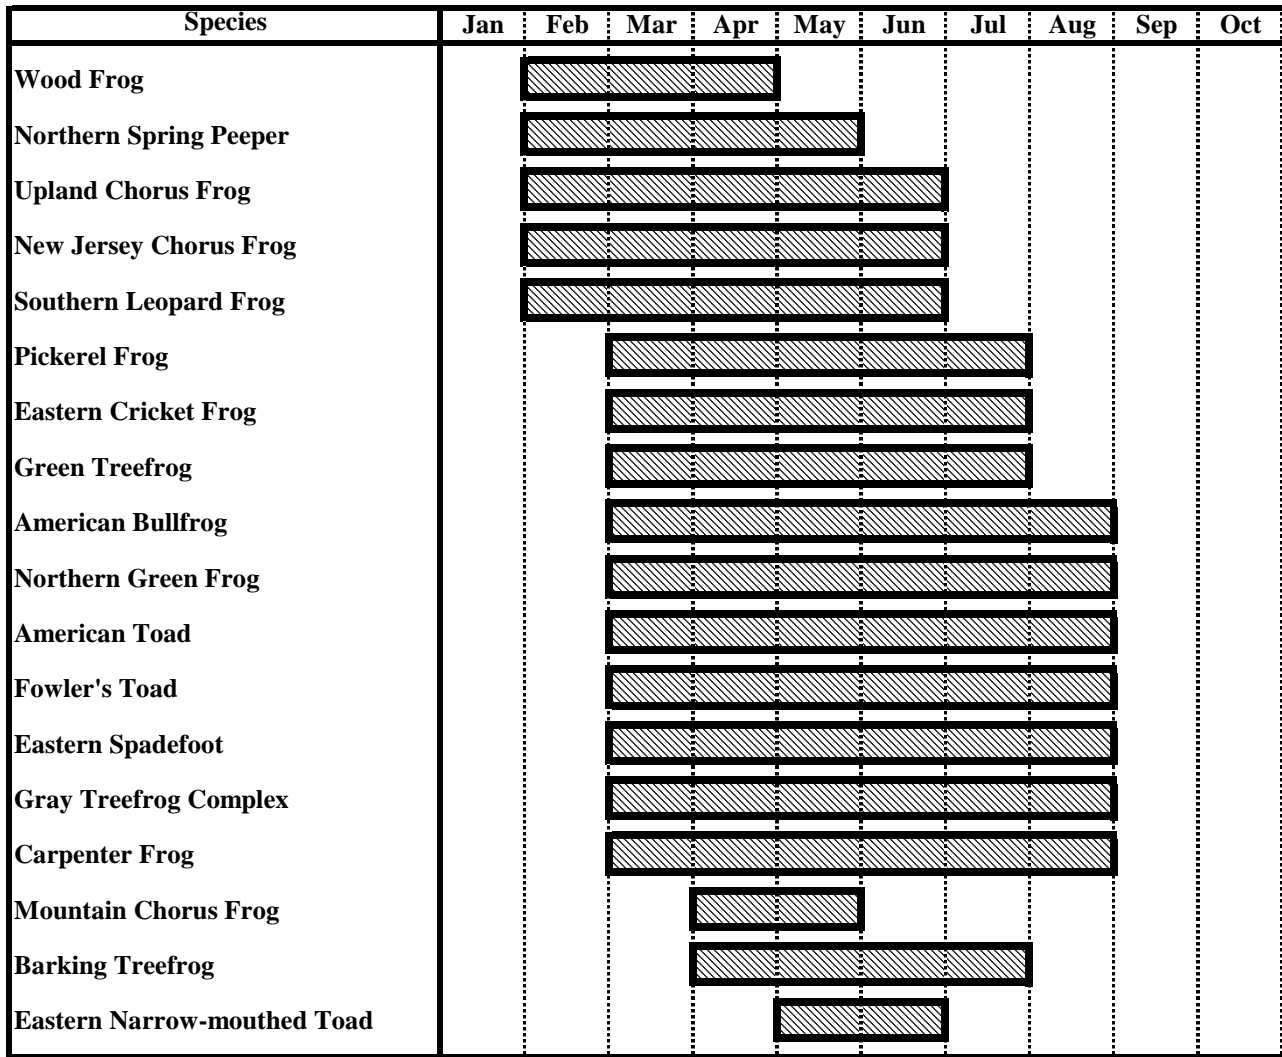 Species Jan Feb Mar Apr May Jun Jul Aug Sep Oct
Wood Frog
Northern Spring Peeper
Upland Chorus Frog
New Jersey Chorus Frog
Southern Leopard Frog
Pickerel Frog
Eastern Cricket Frog
Green Treefrog
American Bullfrog
Northern Green Frog
American Toad
Fowler's Toad
Eastern Spadefoot
Gray Treefrog Complex
Carpenter Frog
Mountain Chorus Frog
Barking Treefrog
Eastern Narrow-mouthed Toad